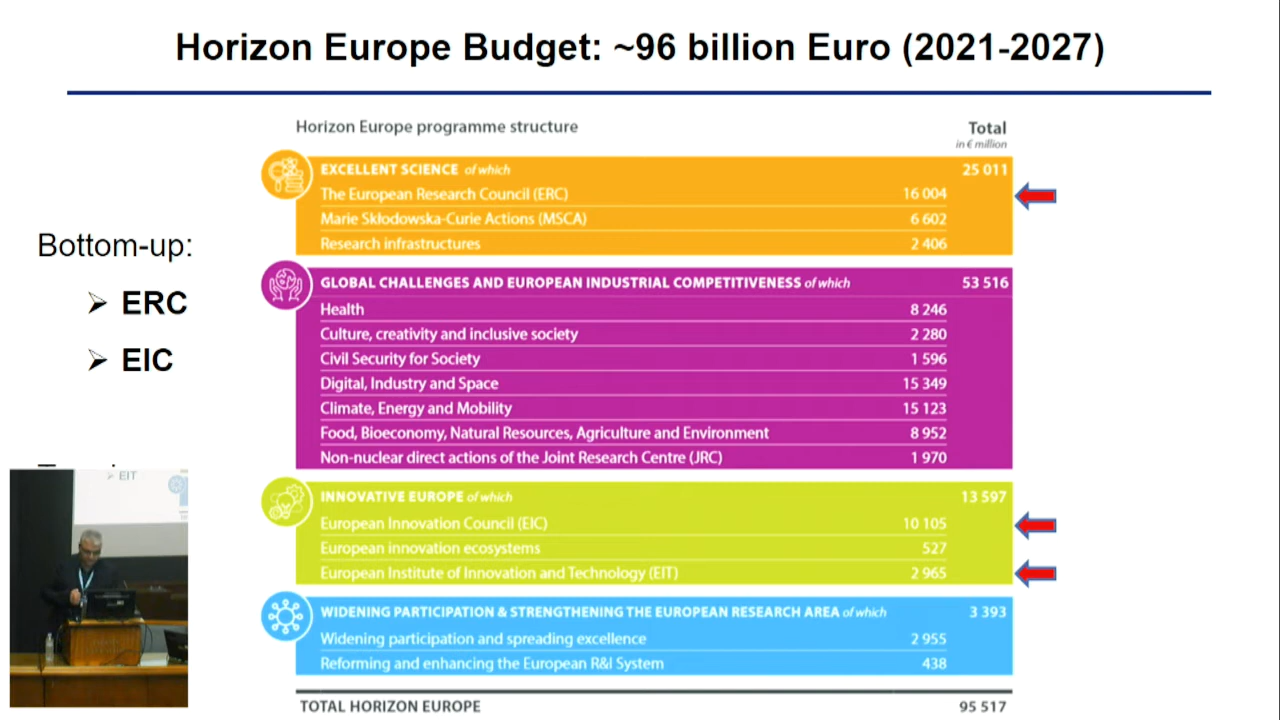 Horizon Europe Budget: ~96 billion Euro (2021-2027)
Horizon Europe programme structure
Total
in € million
EXCELLENT SCIENCE of which 25 011
The European Research Council (ERC) 16 004
Marie Skłodowska-Curie Actions (MSCA) 6 602
Research infrastructures 2 406
Bottom-up:
➢ ERC
➢ EIC
GLOBAL CHALLENGES AND EUROPEAN INDUSTRIAL COMPETITIVENESS of which 53 516
Health 8 246
Culture, creativity and inclusive society 2 280
Civil Security for Society 1 596
Digital, Industry and Space 15 349
Climate, Energy and Mobility 15 123
Food, Bioeconomy, Natural Resources, Agriculture and Environment 8 952
Non-nuclear direct actions of the Joint Research Centre (JRC) 1 970
➢ EIT
INNOVATIVE EUROPE of which 13 597
European Innovation Council (EIC) 10 105
European innovation ecosystems 527
European Institute of Innovation and Technology (EIT) 2 965
WIDENING PARTICIPATION & STRENGTHENING THE EUROPEAN RESEARCH AREA of which 3 393
Widening participation and spreading excellence 2 955
Reforming and enhancing the European R&I System 438
TOTAL HORIZON EUROPE 95 517